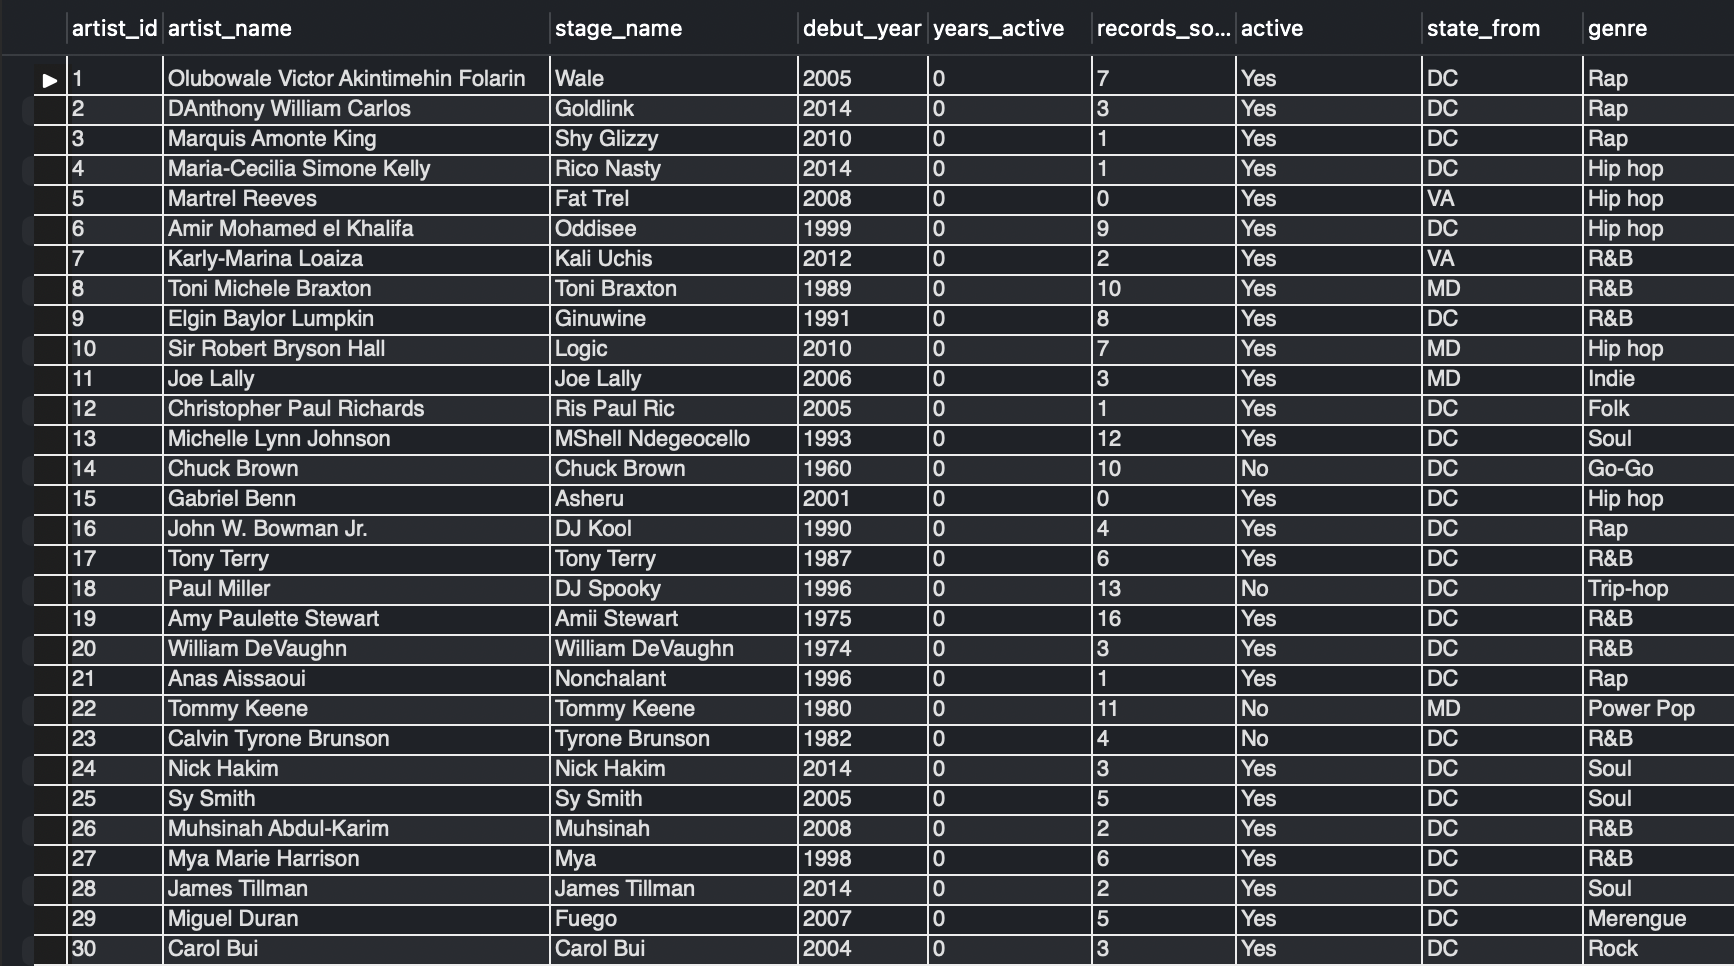 artist_id artist_name stage_name debut_year years_active records_so... active state_from genre
1 Olubowale Victor Akintimehin Folarin Wale 2005 0 7 Yes DC Rap
2 DAnthony William Carlos Goldlink 2014 0 3 Yes DC Rap
3 Marquis Amonte King Shy Glizzy 2010 0 1 Yes DC Rap
4 Maria-Cecilia Simone Kelly Rico Nasty 2014 0 1 Yes DC Hip hop
5 Martrel Reeves Fat Trel 2008 0 0 Yes VA Hip hop
6 Amir Mohamed el Khalifa Oddisee 1999 0 9 Yes DC Hip hop
7 Karly-Marina Loaiza Kali Uchis 2012 0 2 Yes VA R&B
8 Toni Michele Braxton Toni Braxton 1989 0 10 Yes MD R&B
9 Elgin Baylor Lumpkin Ginuwine 1991 0 8 Yes DC R&B
10 Sir Robert Bryson Hall Logic 2010 0 7 Yes MD Hip hop
11 Joe Lally Joe Lally 2006 0 3 Yes MD Indie
12 Christopher Paul Richards Ris Paul Ric 2005 0 1 Yes DC Folk
13 Michelle Lynn Johnson MShell Ndegeocello 1993 0 12 Yes DC Soul
14 Chuck Brown Chuck Brown 1960 0 10 No DC Go-Go
15 Gabriel Benn Asheru 2001 0 0 Yes DC Hip hop
16 John W. Bowman Jr. DJ Kool 1990 0 4 Yes DC Rap
17 Tony Terry Tony Terry 1987 0 6 Yes DC R&B
18 Paul Miller DJ Spooky 1996 0 13 No DC Trip-hop
19 Amy Paulette Stewart Amii Stewart 1975 0 16 Yes DC R&B
20 William DeVaughn William DeVaughn 1974 0 3 Yes DC R&B
21 Anas Aissaoui Nonchalant 1996 0 1 Yes DC Rap
22 Tommy Keene Tommy Keene 1980 0 11 No MD Power Pop
23 Calvin Tyrone Brunson Tyrone Brunson 1982 0 4 No DC R&B
24 Nick Hakim Nick Hakim 2014 0 3 Yes DC Soul
25 Sy Smith Sy Smith 2005 0 5 Yes DC Soul
26 Muhsinah Abdul-Karim Muhsinah 2008 0 2 Yes DC R&B
27 Mya Marie Harrison Mya 1998 0 6 Yes DC R&B
28 James Tillman James Tillman 2014 0 2 Yes DC Soul
29 Miguel Duran Fuego 2007 0 5 Yes DC Merengue
30 Carol Bui Carol Bui 2004 0 3 Yes DC Rock